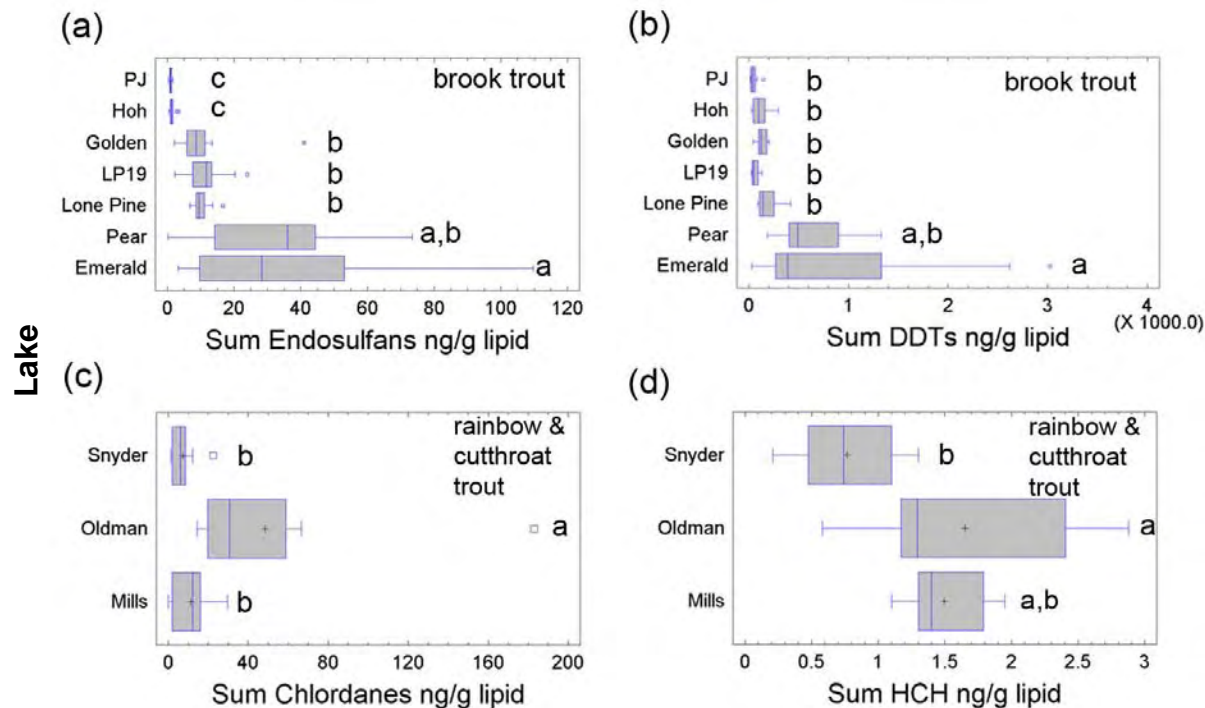 (a)
brook trout
PJ
c
Hoh
c
Golden
b
LP19
b
Lone Pine
b
Pear
a,b
Emerald
a
0 20 40 60 80 100 120
Sum Endosulfans ng/g lipid
(b)
brook trout
PJ
b
Hoh
b
Golden
b
LP19
b
Lone Pine
b
Pear
a,b
Emerald
a
0 1 2 3 4
(X 1000.0)
Sum DDTs ng/g lipid
Lake
(c)
rainbow &
cutthroat
trout
Snyder
b
Oldman
a
Mills
b
0 40 80 120 160 200
Sum Chlordanes ng/g lipid
(d)
rainbow &
cutthroat
trout
Snyder
b
Oldman
a
Mills
a,b
0 0.5 1 1.5 2 2.5 3
Sum HCH ng/g lipid